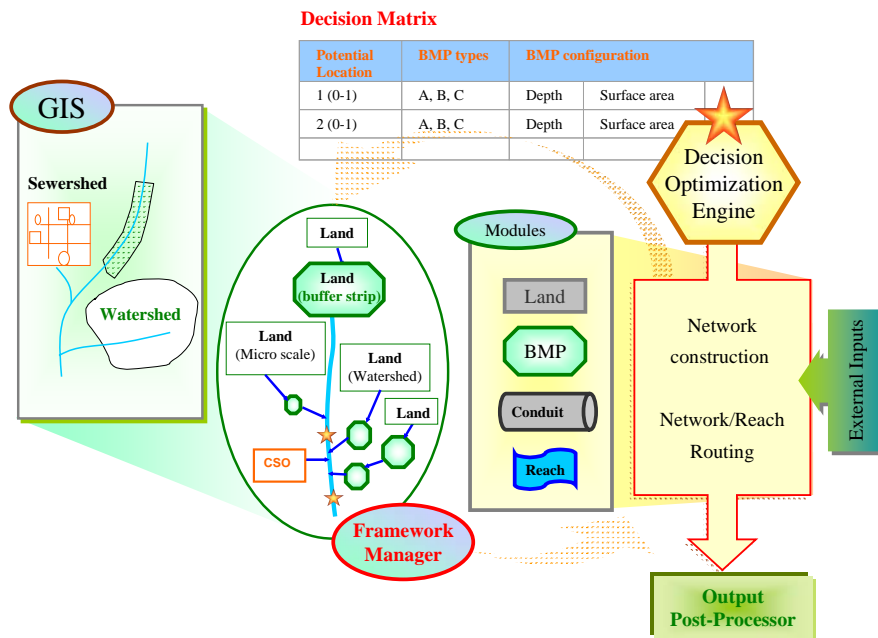 Decision Matrix
Potential Location
BMP types
BMP configuration
1 (0-1)
A, B, C
Depth
Surface area
2 (0-1)
A, B, C
Depth
Surface area
GIS
Sewershed
Watershed
Land
Land
(buffer strip)
Land
(Micro scale)
Land
(Watershed)
Land
CSO
Framework
Manager
Modules
Land
BMP
Conduit
Reach
Decision
Optimization
Engine
Network
construction
Network/Reach
Routing
External Inputs
Output
Post-Processor